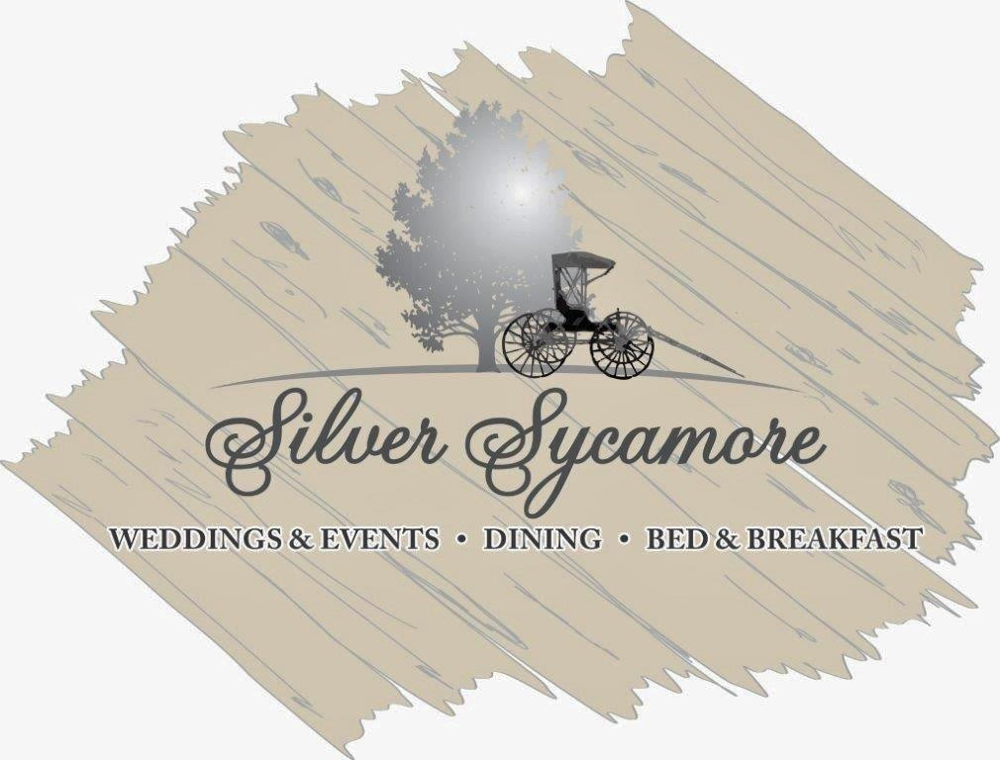 Silver Sycamore
WEDDINGS & EVENTS • DINING • BED & BREAKFAST